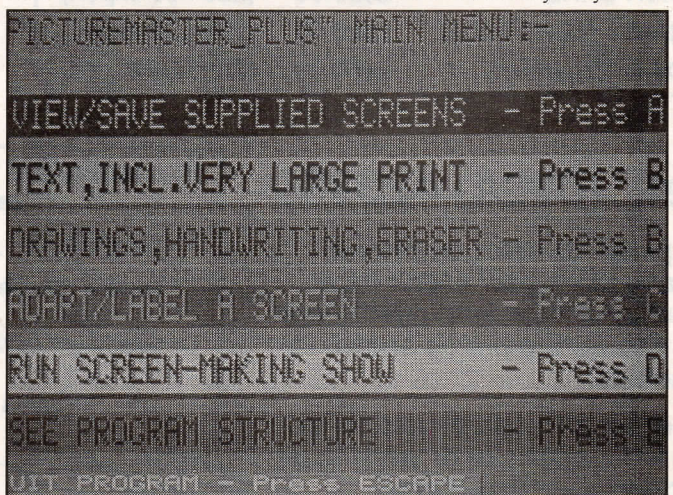 PICTUREMASTER_PLUS" MAIN MENU:-
VIEW/SAVE SUPPLIED SCREENS - Press A
TEXT,INCL.VERY LARGE PRINT - Press B
DRAWINGS,HANDWRITING,ERASER - Press B
ADAPT/LABEL A SCREEN - Press C
RUN SCREEN-MAKING SHOW - Press D
SEE PROGRAM STRUCTURE - Press E
UIT PROGRAM - Press ESCAPE